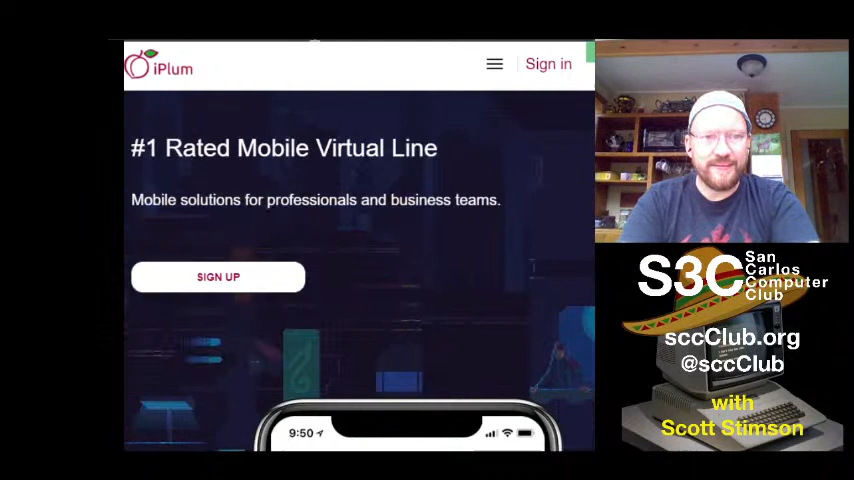 iPlum
Sign in
#1 Rated Mobile Virtual Line
Mobile solutions for professionals and business teams.
SIGN UP
9:50
S3C
San
Carlos
Computer
Club
sccClub.org
@sccClub
with
Scott Stimson